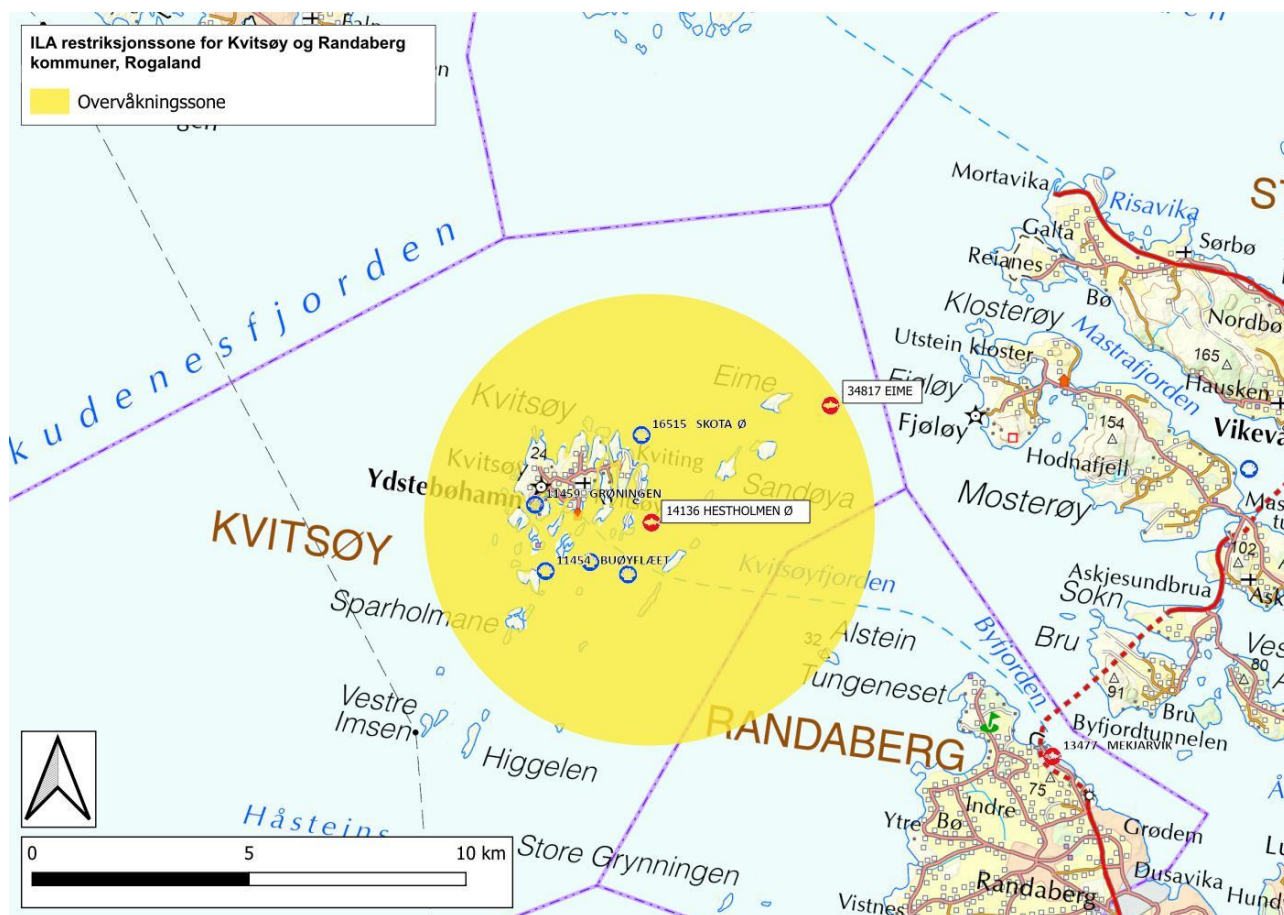 ILA restriksjonssone for Kvitsøy og Randaberg
kommuner, Rogaland
Overvåkningssone
Mortavika
Risavika
Galta
Sørbø
Reianes
Bø
Nordbø
Klosterøy
Utstein kloster
Mastrafjorden
165
Hausken
Eime
34817 EIME
Fjøløy
Fjøløy
154
Vikevå
Hodnafjell
Kvitsøy
16515 SKOTA Ø
24
Kvitsøy
Kviting
Ydstebøhamn
11459 GRØNINGEN
Sandøya
Mosterøy
14136 HESTHOLMEN Ø
kudenesfjorden
KVITSØY
11454 BUØYFLÆET
Kvitsøyfjorden
102
Askjesundbrua
Sokn
Sparholmane
32
Alstein
Byfjorden
Bru
Tungeneset
80
91
Vestre
Imsen
RANDABERG
Bru
Byfjordtunnelen
13477 MEKJARVIK
Higgelen
75
Håsteins
Indre
Ytre
Bø
Grødem
0 5 10 km
Store Grynningen
Dusavika
Randaberg
Vistnes